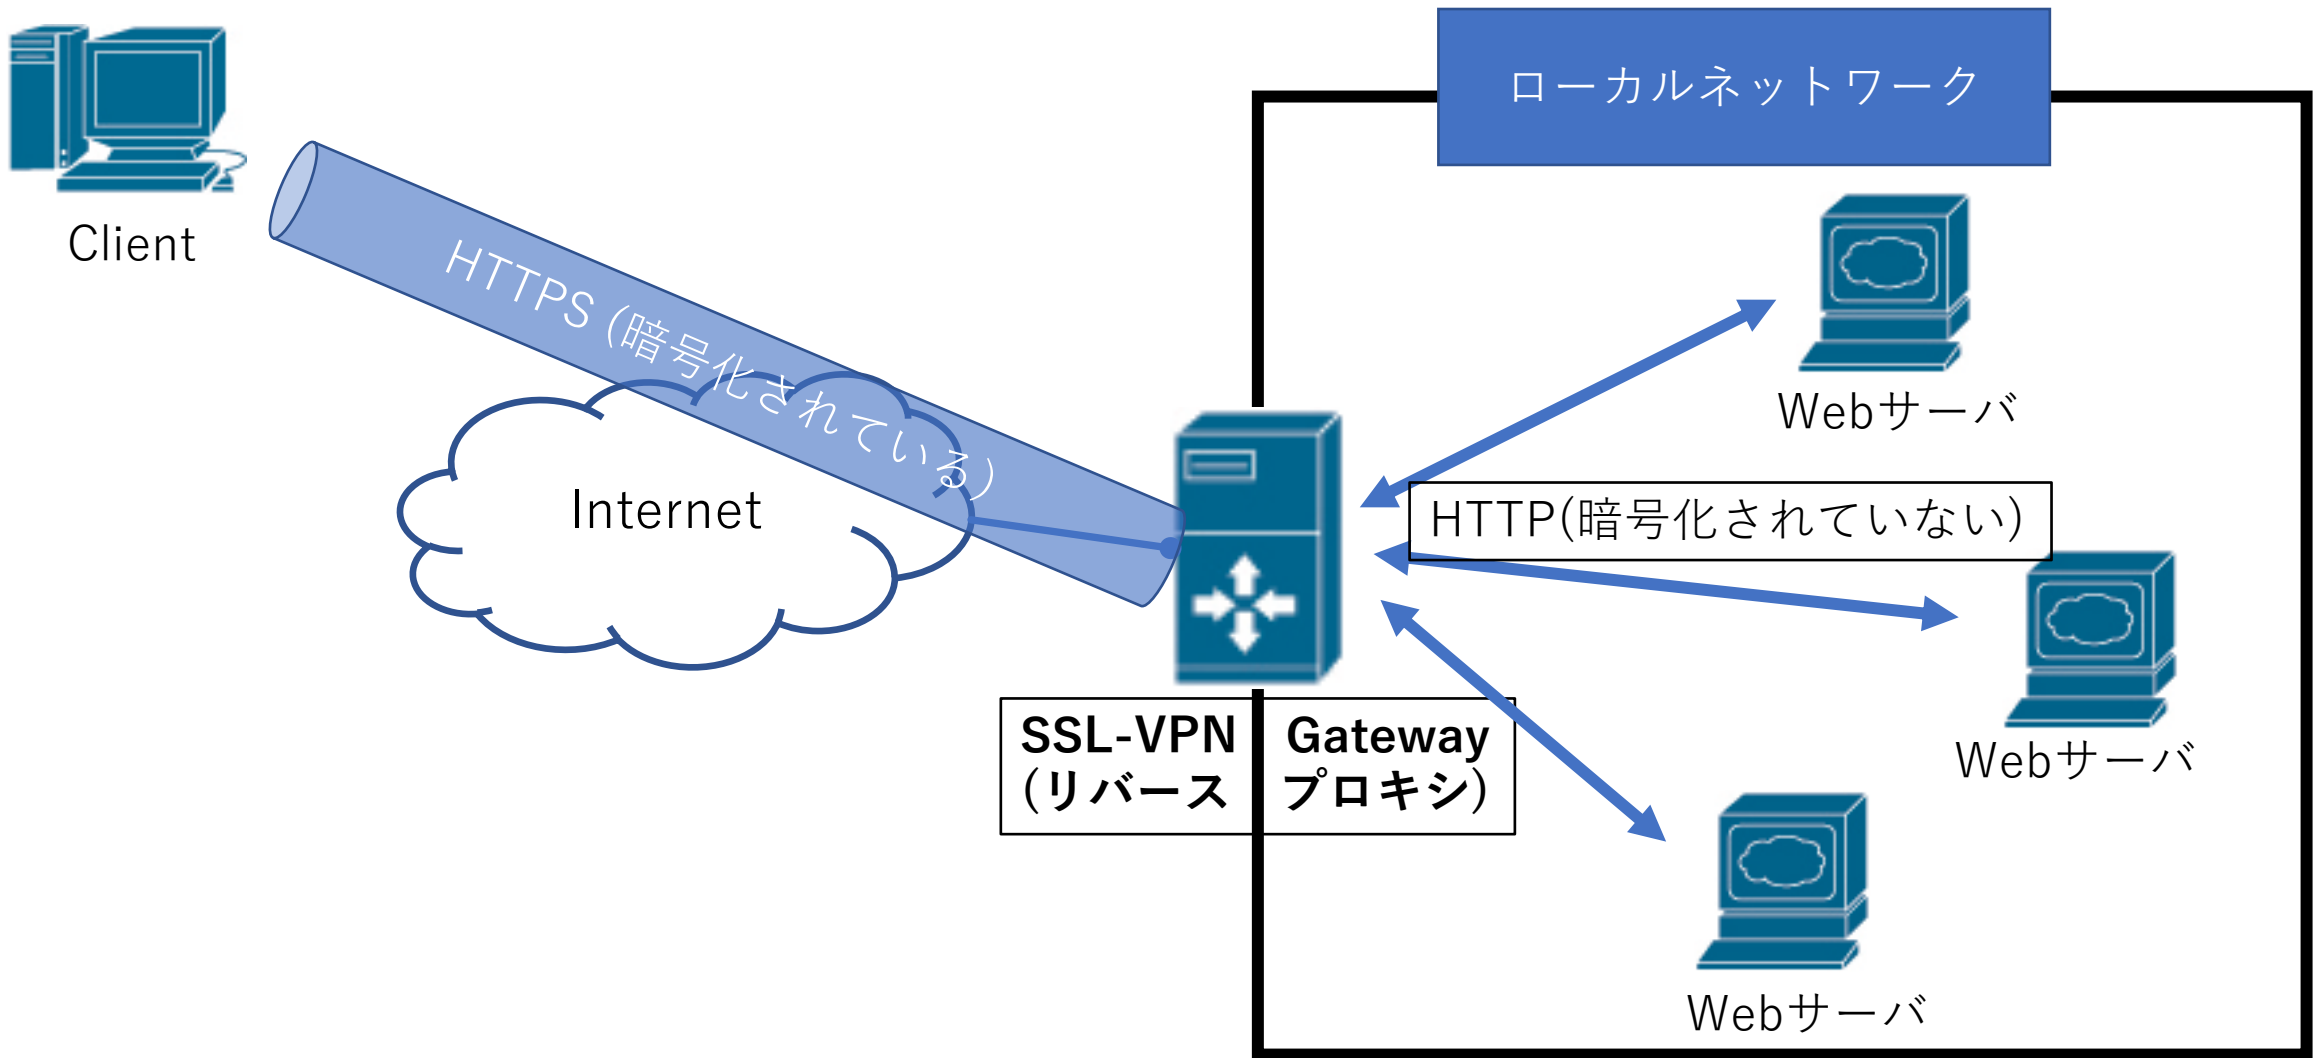 ローカルネットワーク
Client
HTTPS (暗号化されている)
Webサーバ
Internet
HTTP(暗号化されていない)
SSL-VPN Gateway
(リバース プロキシ)
Webサーバ
Webサーバ